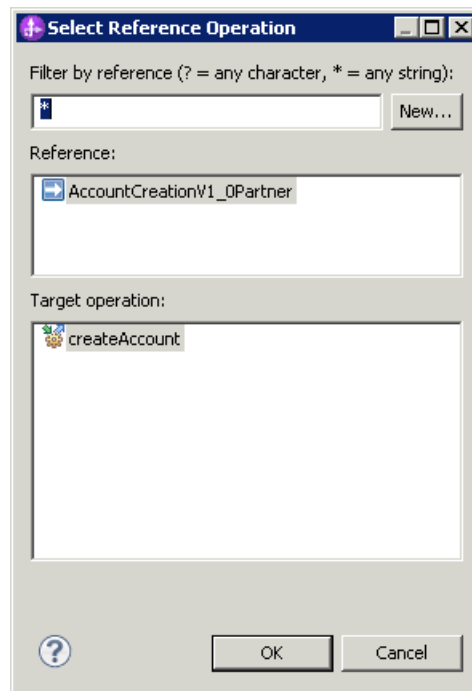 Select Reference Operation
Filter by reference (? = any character, * = any string):
*
New...
Reference:
AccountCreationV1_0Partner
Target operation:
createAccount
?
OK
Cancel